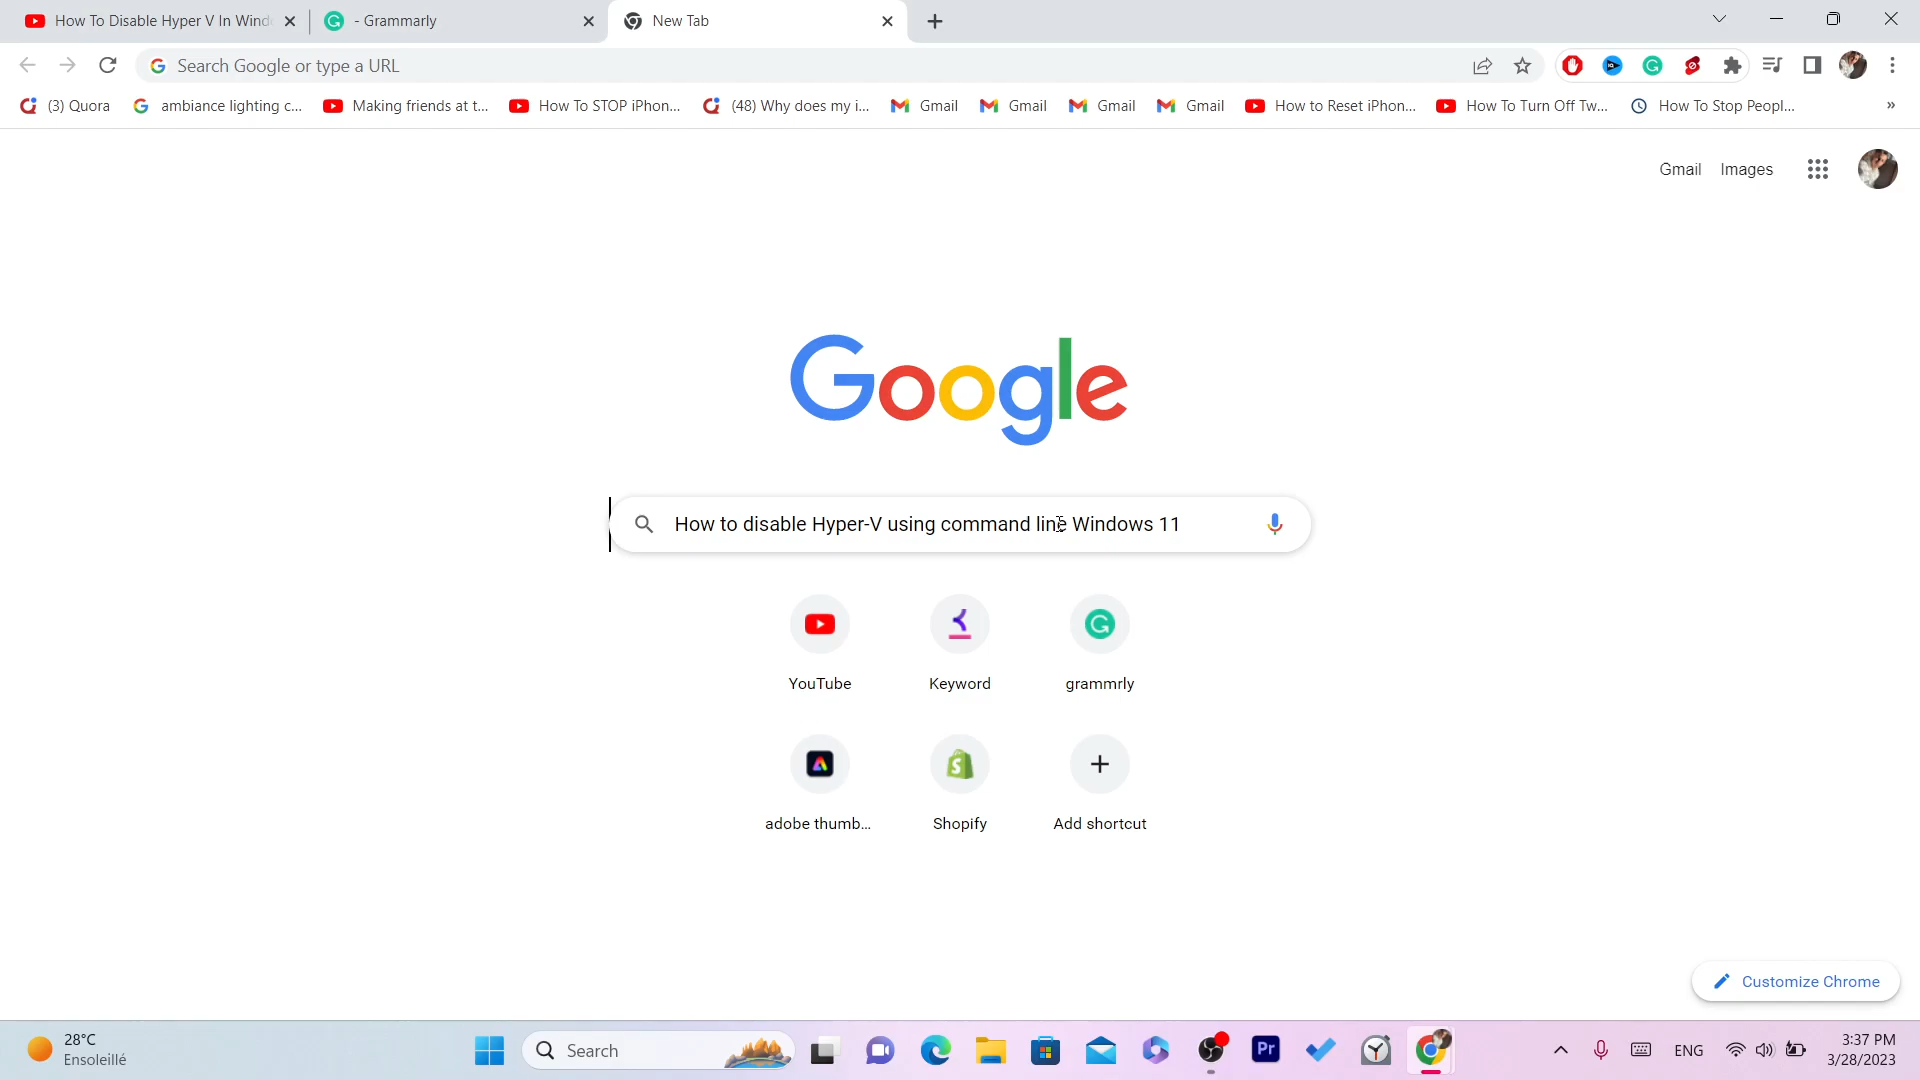 How To Disable Hyper V In Wind
- Grammarly
New Tab
Search Google or type a URL
(3) Quora
ambiance lighting c...
Making friends at t...
How To STOP iPhon...
(48) Why does my i...
Gmail
Gmail
Gmail
Gmail
How to Reset iPhon...
How To Turn Off Tw...
How To Stop Peopl...
»
Gmail
Images
Google
How to disable Hyper-V using command line Windows 11
YouTube
Keyword
grammrly
adobe thumb...
Shopify
Add shortcut
Customize Chrome
28°C
Ensoleillé
Search
Pr
ENG
3:37 PM
3/28/2023